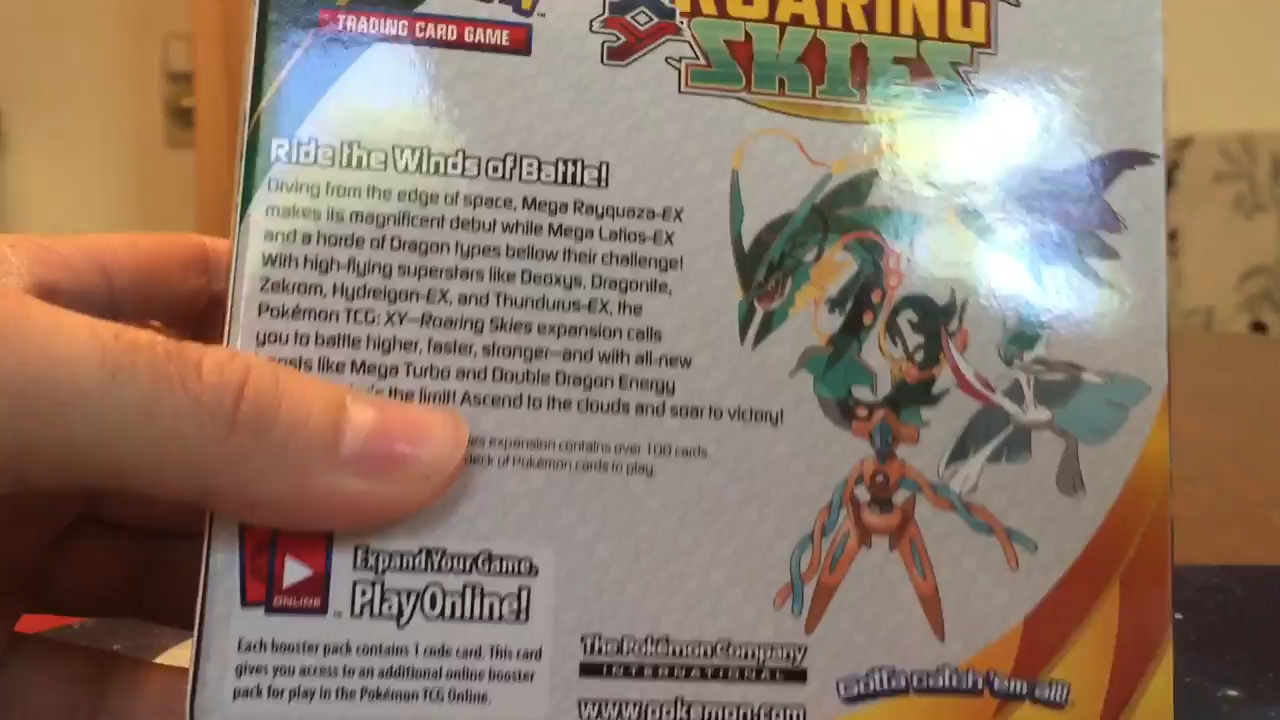 TRADING CARD GAME
ROARING
SKIES
Ride the Winds of Battle!
Diving from the edge of space, Mega Rayquaza-EX
makes its magnificent debut while Mega Latios-EX
and a horde of Dragon types bellow their challenge!
With high-flying superstars like Deoxys, Dragonite,
Zekrom, Hydreigon-EX, and Thundurus-EX, the
Pokémon TCG: XY—Roaring Skies expansion calls
you to battle higher, faster, stronger—and with all-new
like Mega Turbo and Double Dragon Energy
the limit! Ascend to the clouds and soar to victory!
expansion contains over 100 cards.
deck of Pokémon cards to play.
ONLINE
Expand Your Game.
Play Online!
Each booster pack contains 1 code card. This card
gives you access to an additional online booster
pack for play in the Pokémon TCG Online.
The Pokémon Company
INTERNATIONAL
www.pokemon.com
Gotta catch 'em all!